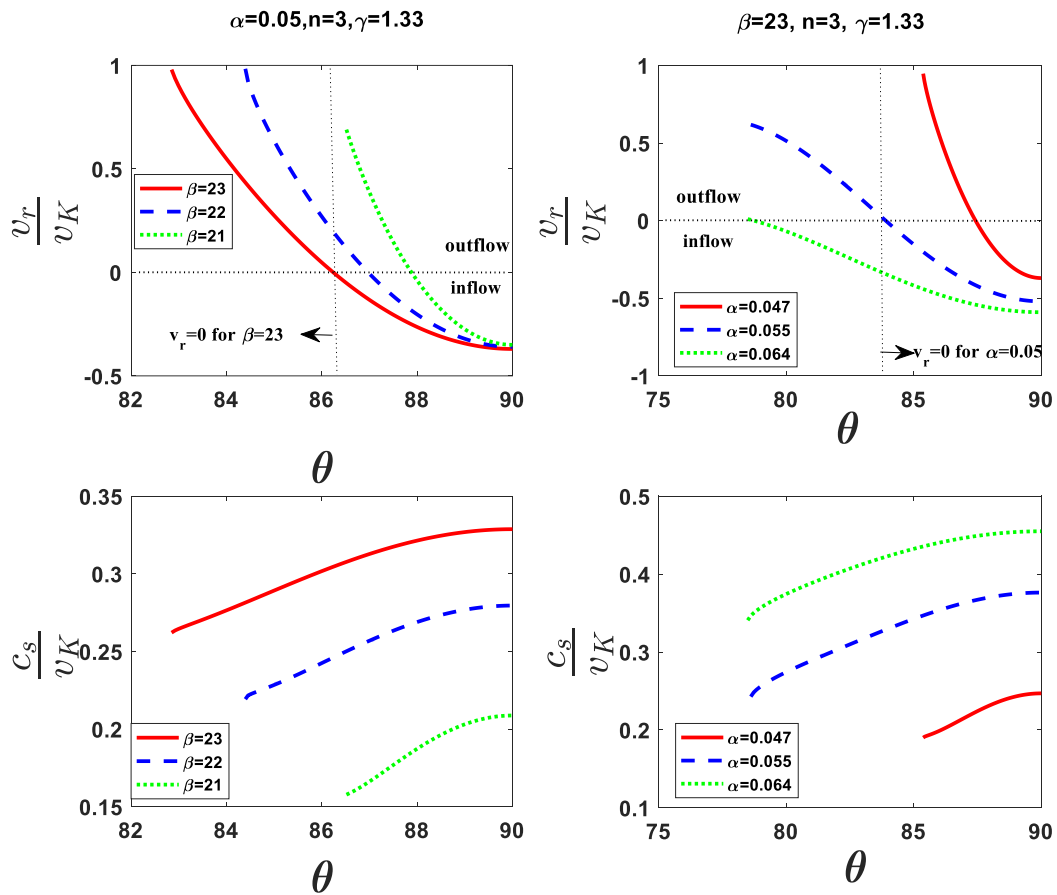 α=0.05,n=3,γ=1.33
β=23, n=3, γ=1.33
1
0.5
0
-0.5
v_r/v_K
β=23
β=22
β=21
outflow
inflow
v_r=0 for β=23
82
84
86
88
90
θ
1
0.5
0
-0.5
-1
v_r/v_K
outflow
inflow
α=0.047
α=0.055
α=0.064
v_r=0 for α=0.05
75
80
85
90
θ
0.35
0.3
0.25
0.2
0.15
c_s/v_K
β=23
β=22
β=21
82
84
86
88
90
θ
0.5
0.4
0.3
0.2
0.1
c_s/v_K
α=0.047
α=0.055
α=0.064
75
80
85
90
θ